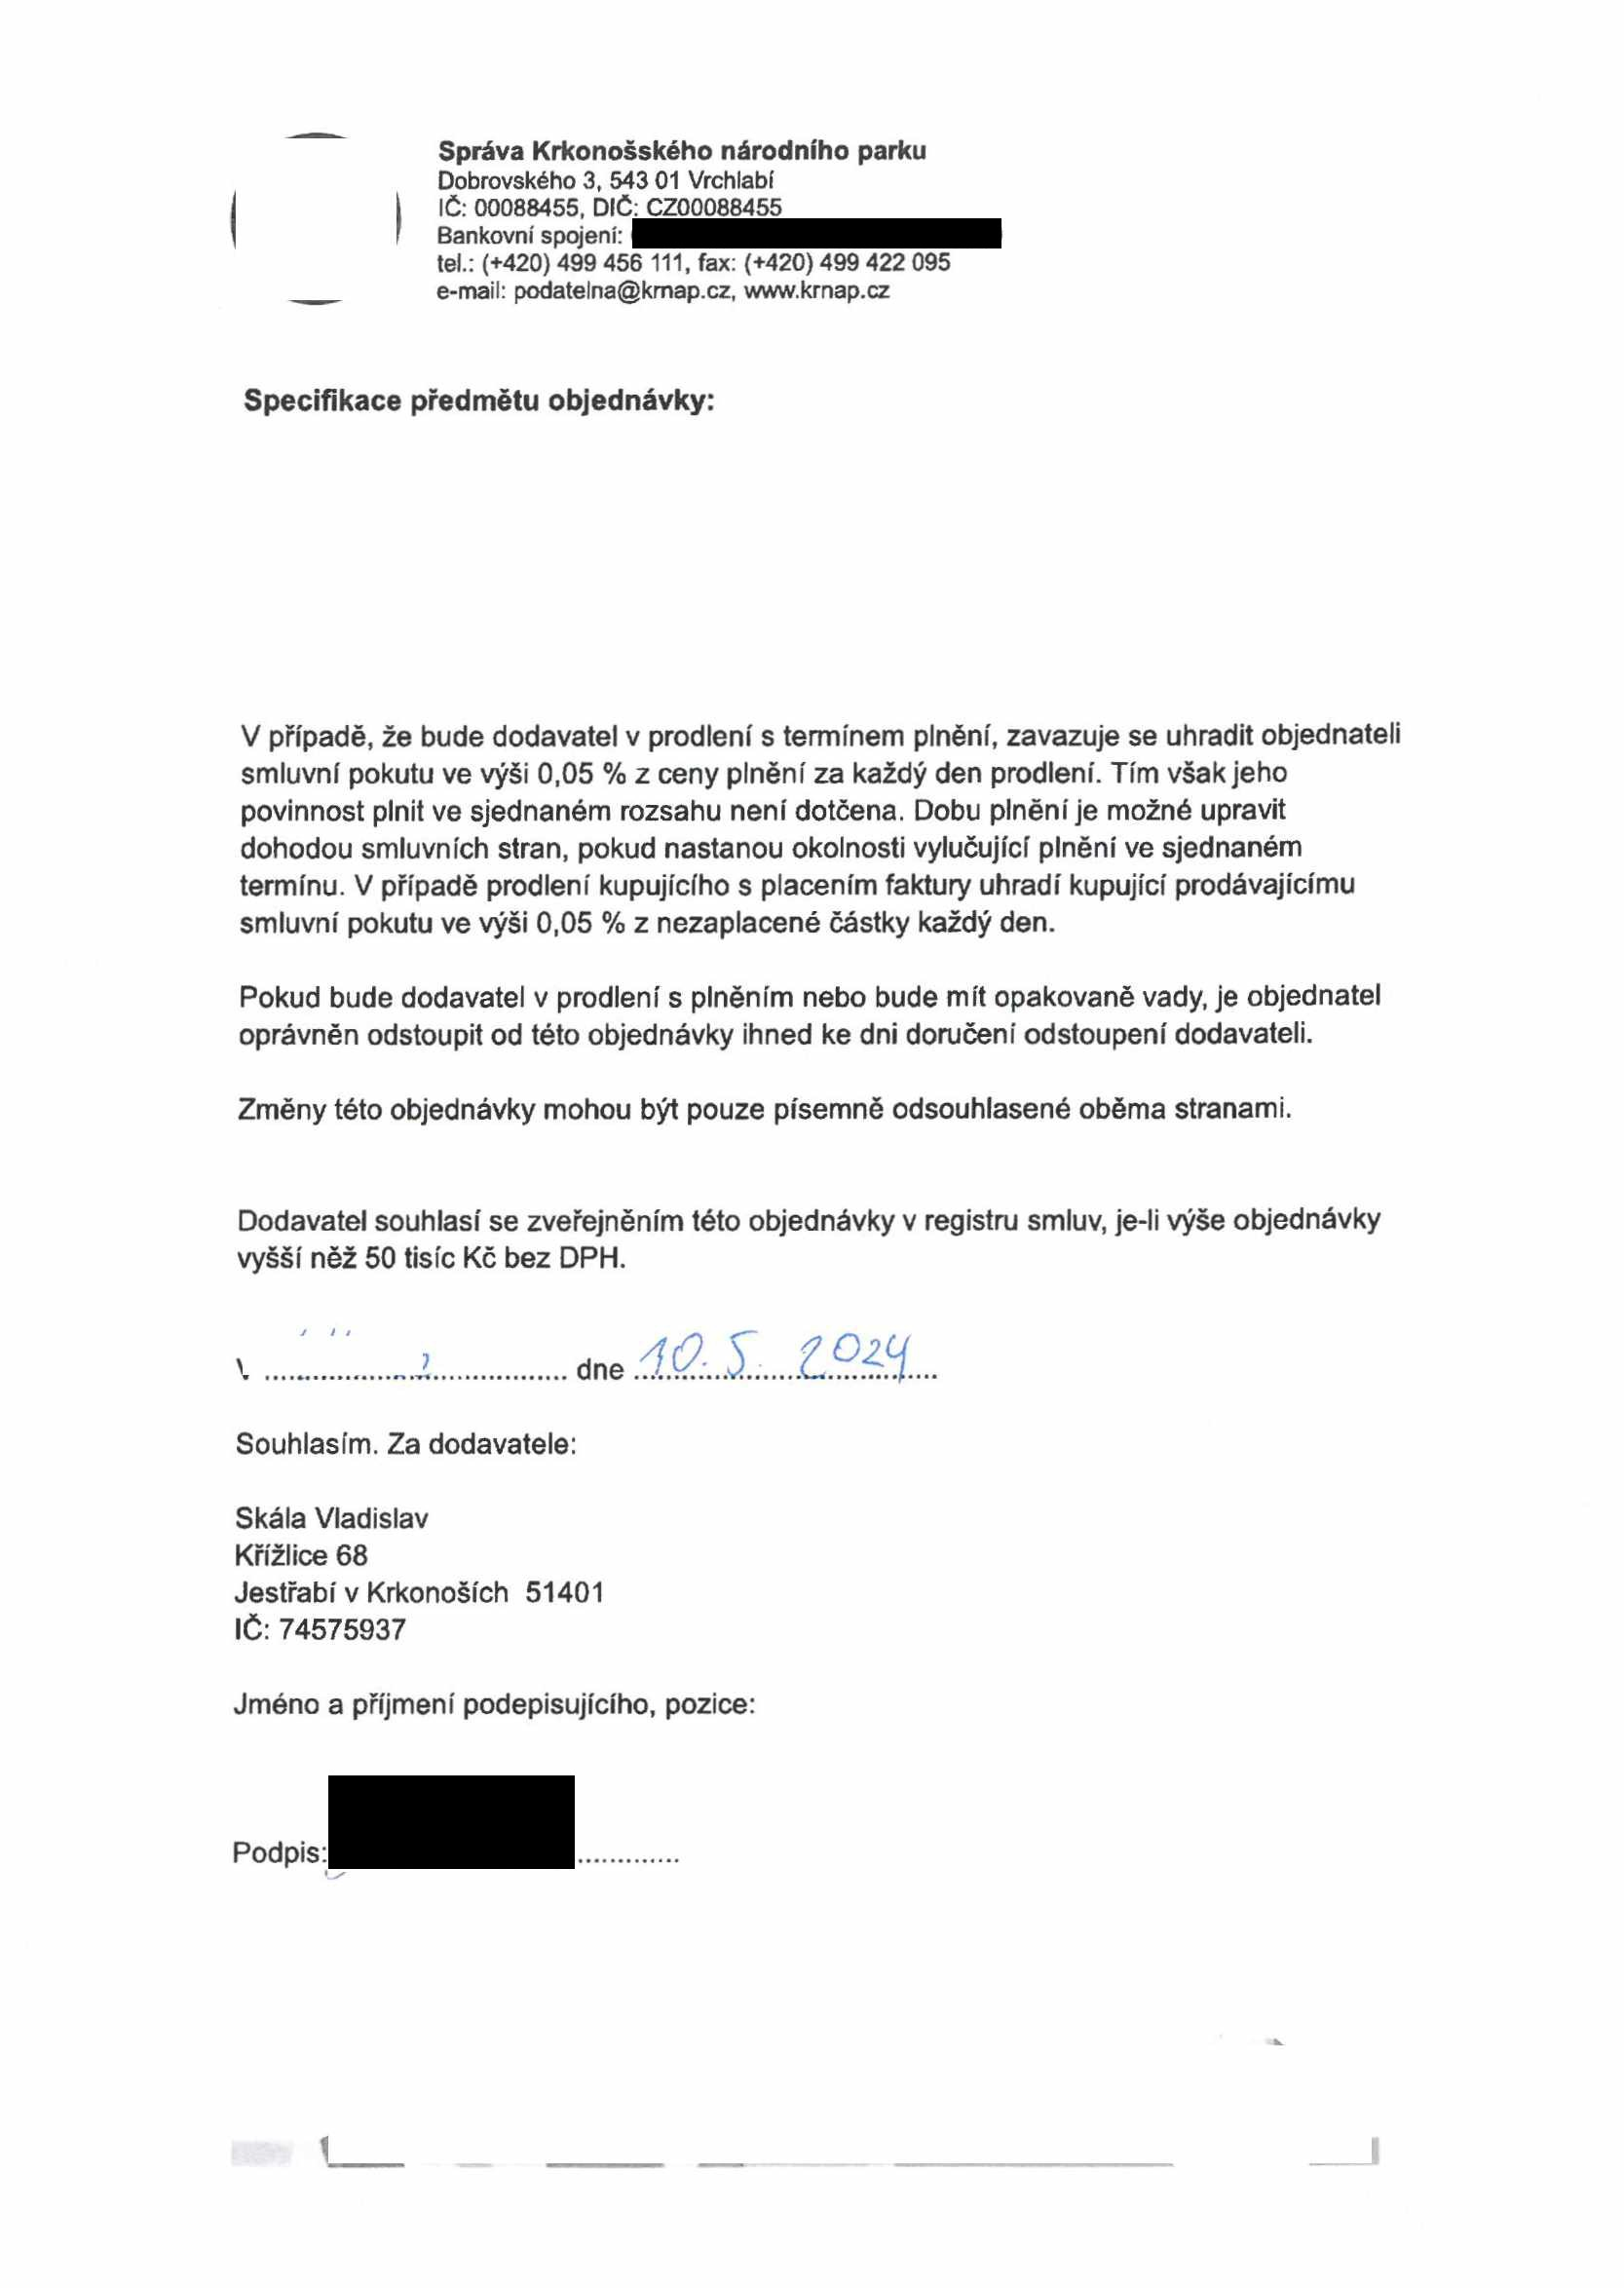 Správa Krkonošského národního parku
Dobrovského 3, 543 01 Vrchlabí
IČ: 00088455, DIČ: CZ00088455
Bankovní spojení:
tel.: (+420) 499 456 111, fax: (+420) 499 422 095
e-mail: podatelna@krnap.cz, www.krnap.cz
Specifikace předmětu objednávky:
V případě, že bude dodavatel v prodlení s termínem plnění, zavazuje se uhradit objednateli
smluvní pokutu ve výši 0,05 % z ceny plnění za každý den prodlení. Tím však jeho
povinnost plnit ve sjednaném rozsahu není dotčena. Dobu plnění je možné upravit
dohodou smluvních stran, pokud nastanou okolnosti vylučující plnění ve sjednaném
termínu. V případě prodlení kupujícího s placením faktury uhradí kupující prodávajícímu
smluvní pokutu ve výši 0,05 % z nezaplacené částky každý den.
Pokud bude dodavatel v prodlení s plněním nebo bude mít opakovaně vady, je objednatel
oprávněn odstoupit od této objednávky ihned ke dni doručení odstoupení dodavateli.
Změny této objednávky mohou být pouze písemně odsouhlasené oběma stranami.
Dodavatel souhlasí se zveřejněním této objednávky v registru smluv, je-li výše objednávky
vyšší něž 50 tisíc Kč bez DPH.
dne 10. 5. 2024
Souhlasím. Za dodavatele:
Skála Vladislav
Křížlice 68
Jestřabí v Krkonoších 51401
IČ: 74575937
Jméno a příjmení podepisujícího, pozice:
Podpis: